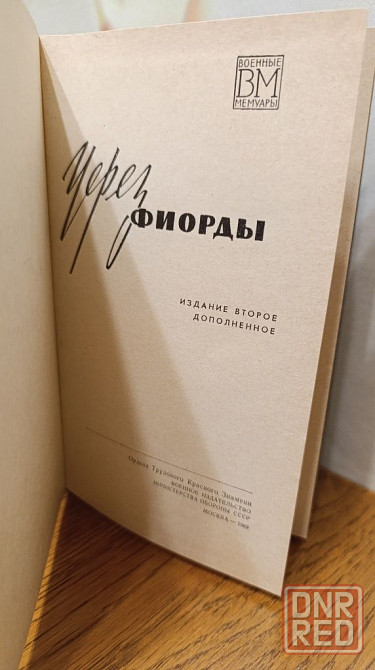 ВОЕННЫЕ
ВМ
МЕМУАРЫ
Через
ФИОРДЫ
ИЗДАНИЕ ВТОРОЕ
ДОПОЛНЕННОЕ
Ордена Трудового Красного Знамени
ВОЕННОЕ ИЗДАТЕЛЬСТВО
МИНИСТЕРСТВА ОБОРОНЫ СССР
МОСКВА —
DNR
RED